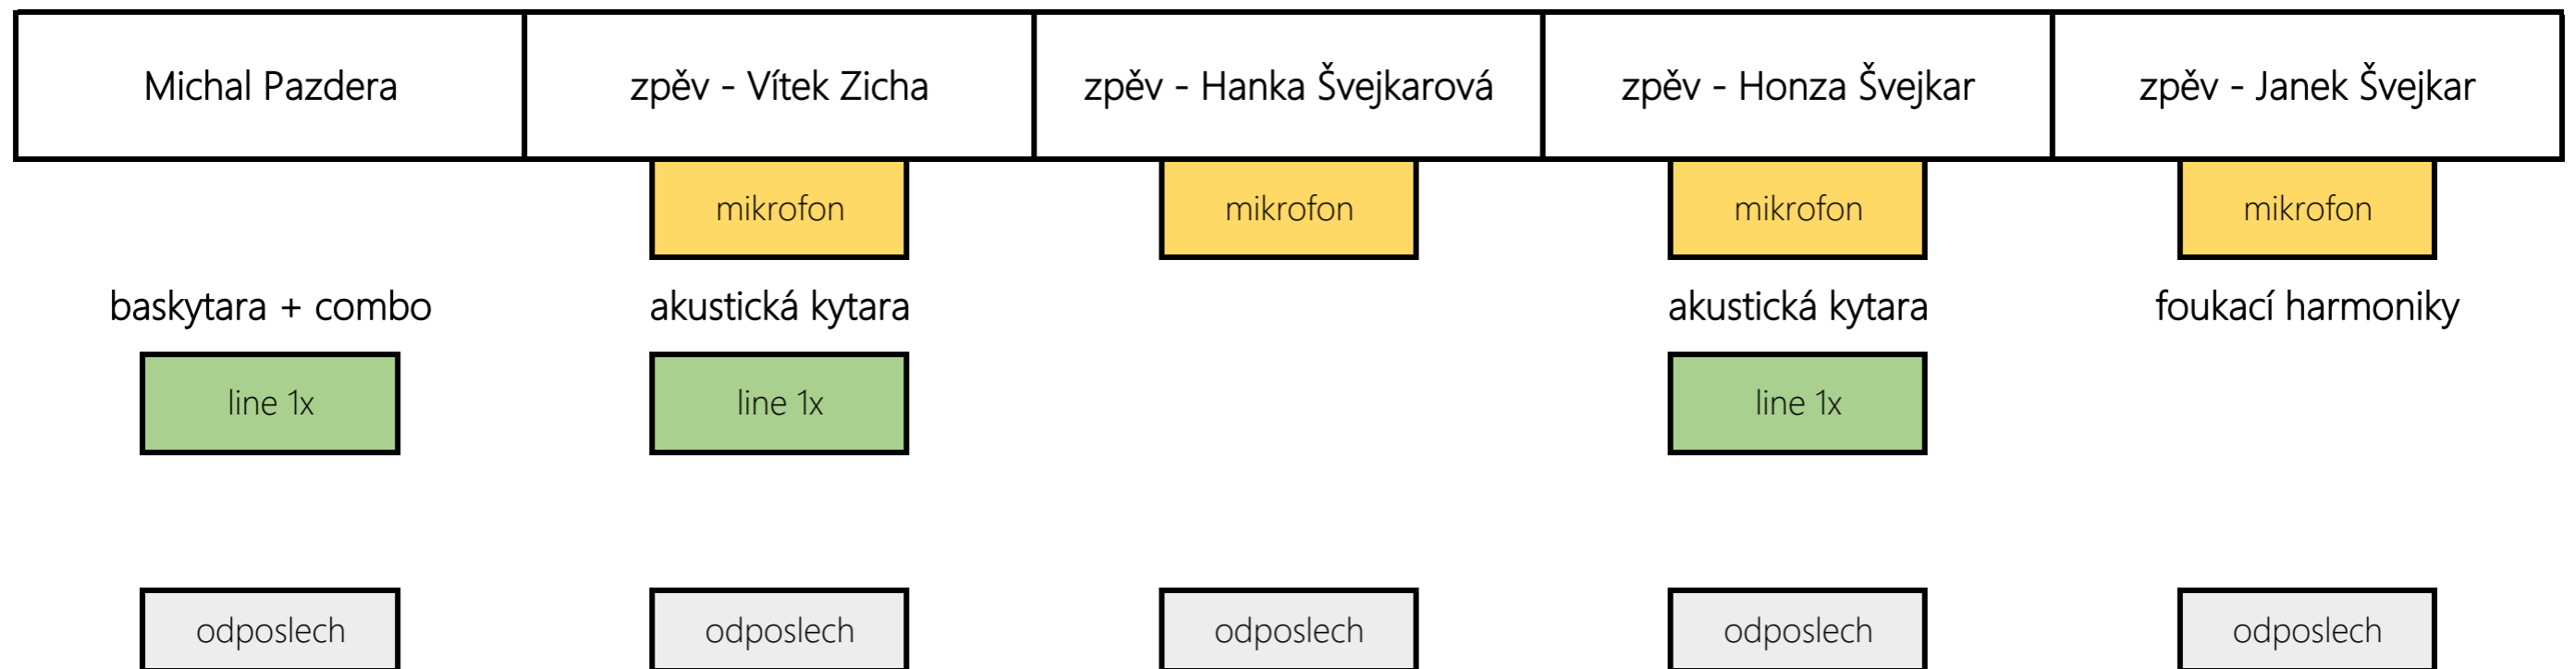 Michal Pazdera
zpěv - Vítek Zicha
zpěv - Hanka Švejkarová
zpěv - Honza Švejkar
zpěv - Janek Švejkar
mikrofon
mikrofon
mikrofon
mikrofon
baskytara + combo
akustická kytara
akustická kytara
foukací harmoniky
line 1x
line 1x
line 1x
odposlech
odposlech
odposlech
odposlech
odposlech